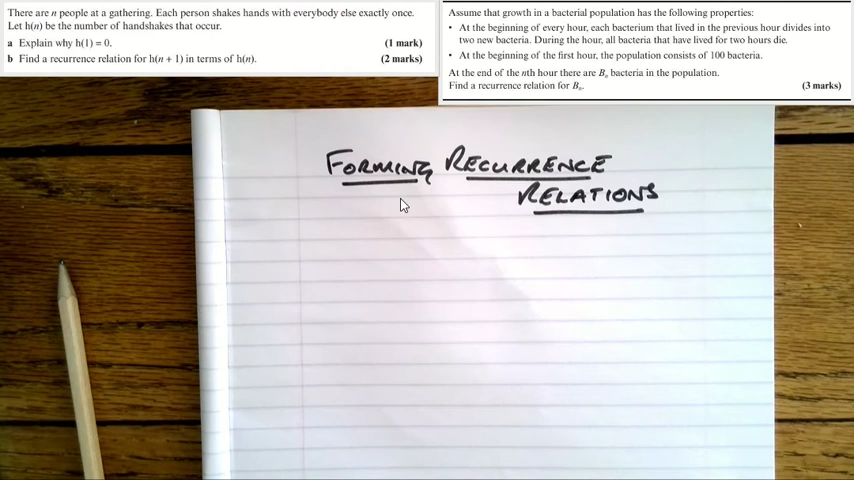 There are n people at a gathering. Each person shakes hands with everybody else exactly once.
Let h(n) be the number of handshakes that occur.
a Explain why h(1) = 0. (1 mark)
b Find a recurrence relation for h(n + 1) in terms of h(n). (2 marks)
Assume that growth in a bacterial population has the following properties:
• At the beginning of every hour, each bacterium that lived in the previous hour divides into
two new bacteria. During the hour, all bacteria that have lived for two hours die.
• At the beginning of the first hour, the population consists of 100 bacteria.
At the end of the nth hour there are Bₙ bacteria in the population.
Find a recurrence relation for Bₙ. (3 marks)
FORMING RECURRENCE
RELATIONS